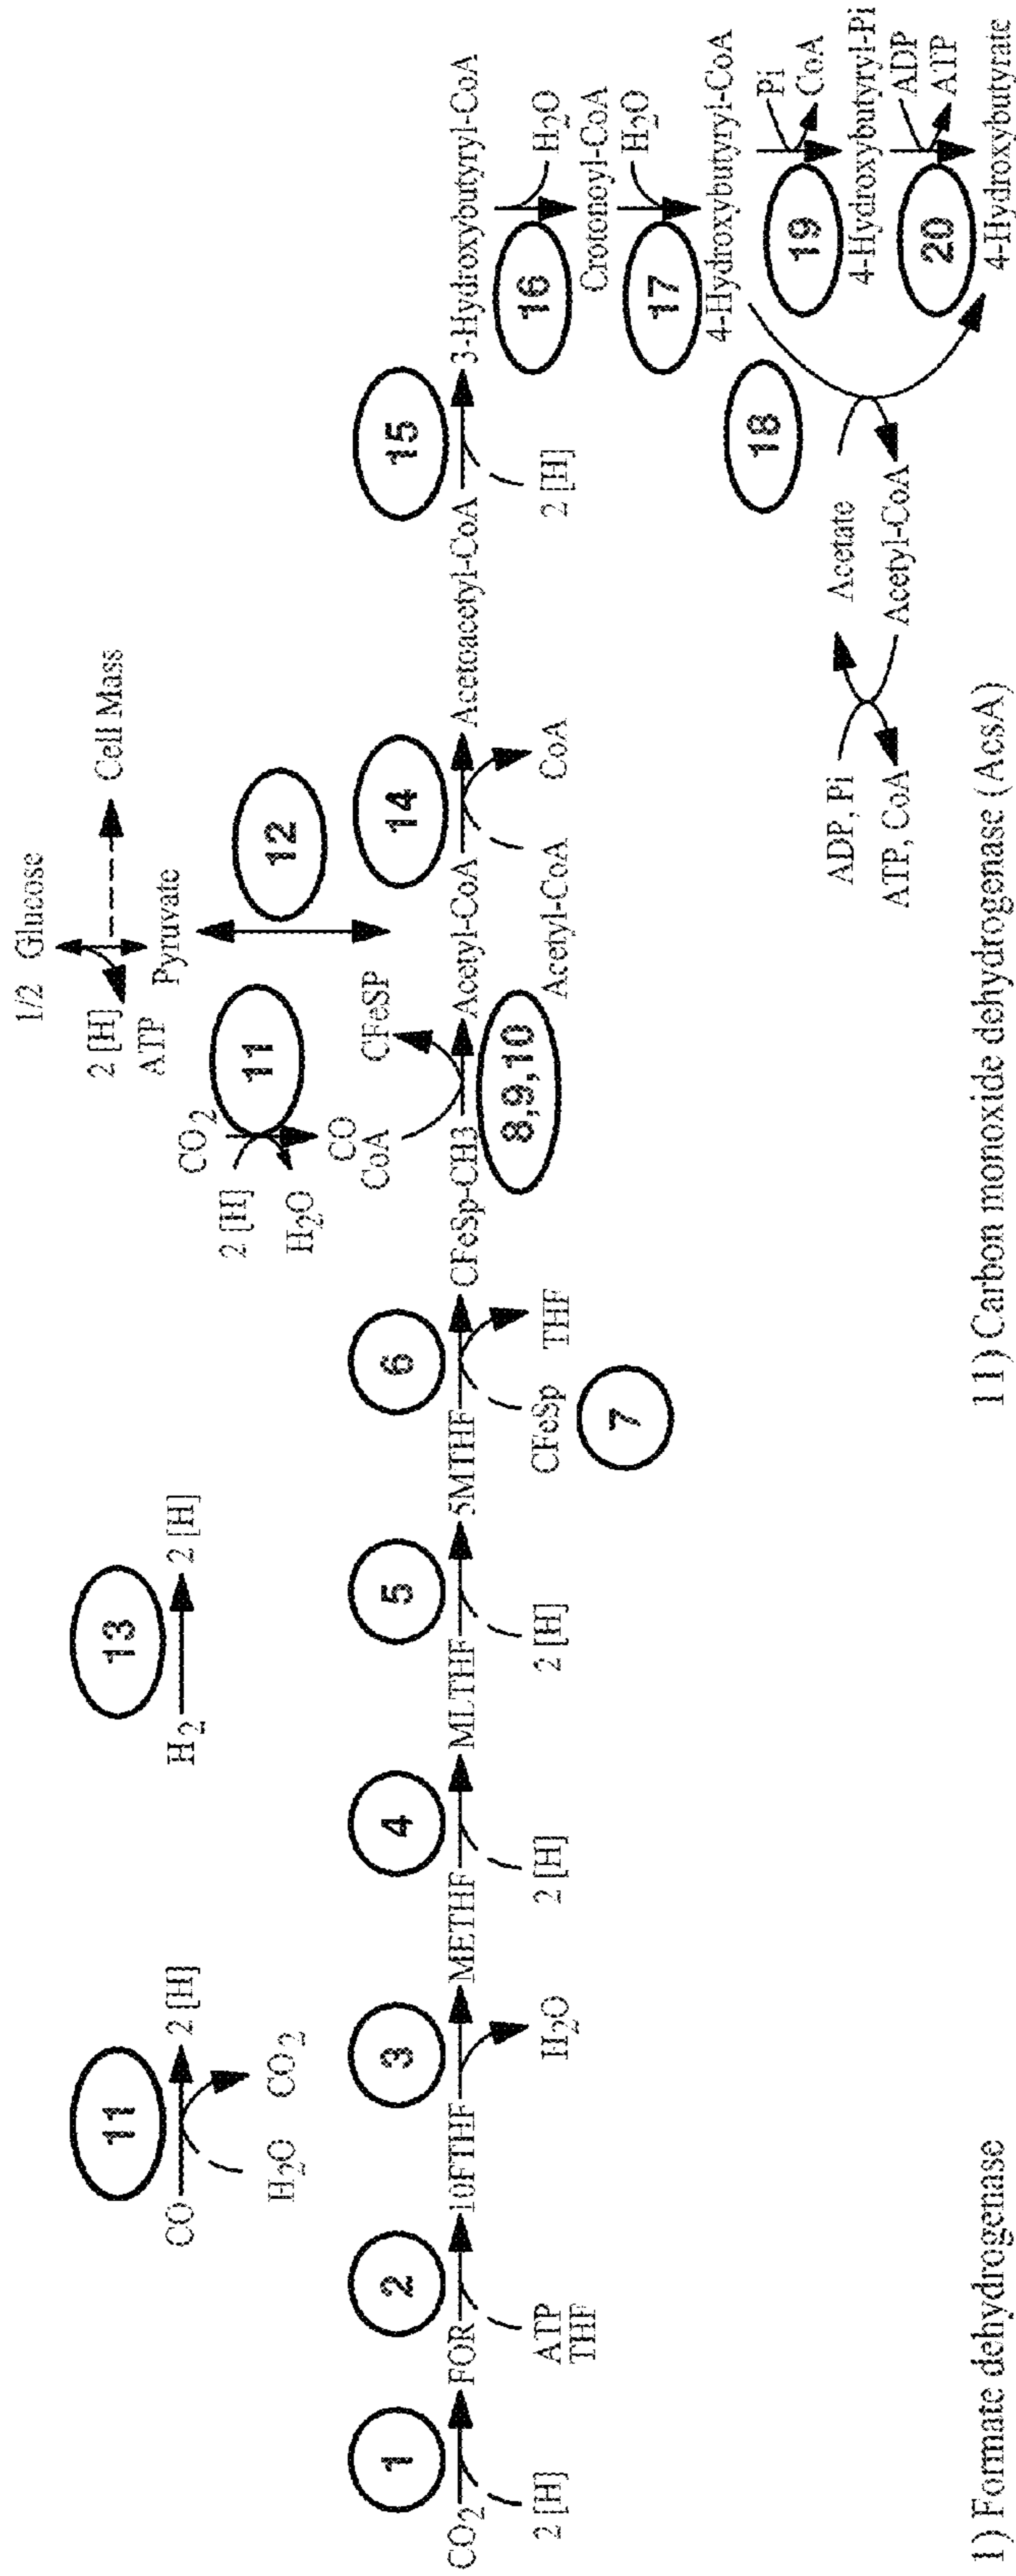 1/2 Glucose
2 [H]
ATP
Cell Mass
Pyruvate
CO
11
2 [H]
H2O
CO2
H2
13
2 [H]
CO2
11
2 [H]
H2O
CO
CoA
CFeSP
12
CO2
1
2 [H]
FOR
2
ATP
THF
10FTHF
3
H2O
METHF
4
2 [H]
MLTHF
5
2 [H]
5MTHF
6
CFeSp
THF
7
CFeSp-CH3
8,9,10
Acetyl-CoA
14
Acetyl-CoA
CoA
Acetoacetyl-CoA
15
2 [H]
3-Hydroxybutyryl-CoA
16
H2O
Crotonoyl-CoA
17
H2O
4-Hydroxybutyryl-CoA
18
19
Pi
CoA
4-Hydroxybutyryl-Pi
20
ADP
ATP
4-Hydroxybutyrate
ADP, Pi
Acetate
ATP, CoA
Acetyl-CoA
1) Formate dehydrogenase
11) Carbon monoxide dehydrogenase (AcsA)